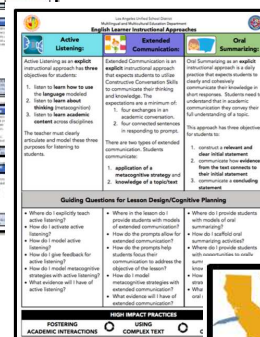 Los Angeles Unified School District
Multilingual and Multicultural Education Department
English Learner Instructional Approaches
Active
Listening:
Active Listening as an explicit
instructional approach has three
objectives for students:
1. listen to learn how to use
the language modeled
2. listen to learn about
thinking (metacognition)
3. listen to learn academic
content across disciplines
The teacher must clearly
articulate and model these three
purposes for listening to
students.
Extended
Communication:
Extended Communication is an
explicit instructional approach
that expects students to utilize
Constructive Conversation Skills
to communicate their thinking
and knowledge. The
expectations are a minimum of:
1. four exchanges in an
academic conversation.
2. four connected sentences
in responding to prompt.
There are two types of extended
communication. Students
communicate:
1. application of a
metacognitive strategy and
2. knowledge of a topic/text
Oral
Summarizing:
Oral Summarizing as an explicit
instructional approach is a daily
practice that expects students to
clearly and cohesively
communicate their knowledge in
short responses. Students need to
understand that in academic
communication they convey their
full understanding of a topic.
This approach has three objectives
for students to:
1. construct a relevant and
clear initial statement
2. communicate how evidence
from the text connects to
their initial statement
3. communicate a concluding
statement
Guiding Questions for Lesson Design/Cognitive Planning
• Where do I explicitly teach
active listening?
• How do I activate active
listening?
• How do I model active
listening?
• How do I give feedback for
active listening?
• How do I model metacognitive
strategies with active listening?
• What evidence will I have of
active listening?
• Where in the lesson do I
provide students with models
of extended communication?
• How do the prompts allow for
extended communication?
• How do the prompts help
students focus their
communication to address the
objective of the lesson?
• How do I model
metacognitive strategies with
extended communication?
• What evidence will I have of
extended communication?
• Where do I provide students
with models of oral
summarizing?
• How do I scaffold oral
summarizing activities?
• Where do I provide students
with opportunities to orally
HIGH IMPACT PRACTICES
FOSTERING
ACADEMIC INTERACTIONS
USING
COMPLEX TEXT